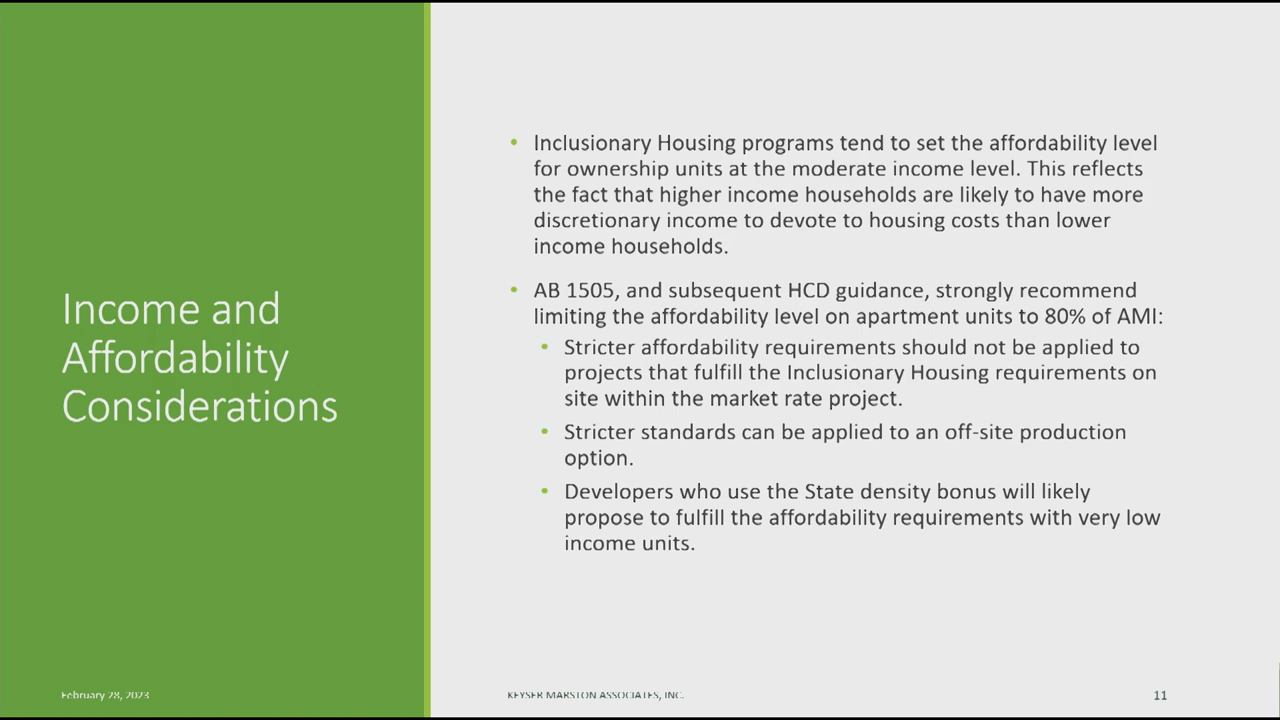 Income and
Affordability
Considerations
• Inclusionary Housing programs tend to set the affordability level
for ownership units at the moderate income level. This reflects
the fact that higher income households are likely to have more
discretionary income to devote to housing costs than lower
income households.
• AB 1505, and subsequent HCD guidance, strongly recommend
limiting the affordability level on apartment units to 80% of AMI:
• Stricter affordability requirements should not be applied to
projects that fulfill the Inclusionary Housing requirements on
site within the market rate project.
• Stricter standards can be applied to an off-site production
option.
• Developers who use the State density bonus will likely
propose to fulfill the affordability requirements with very low
income units.
February 28, 2023
KEYSER MARSTON ASSOCIATES, INC.
11